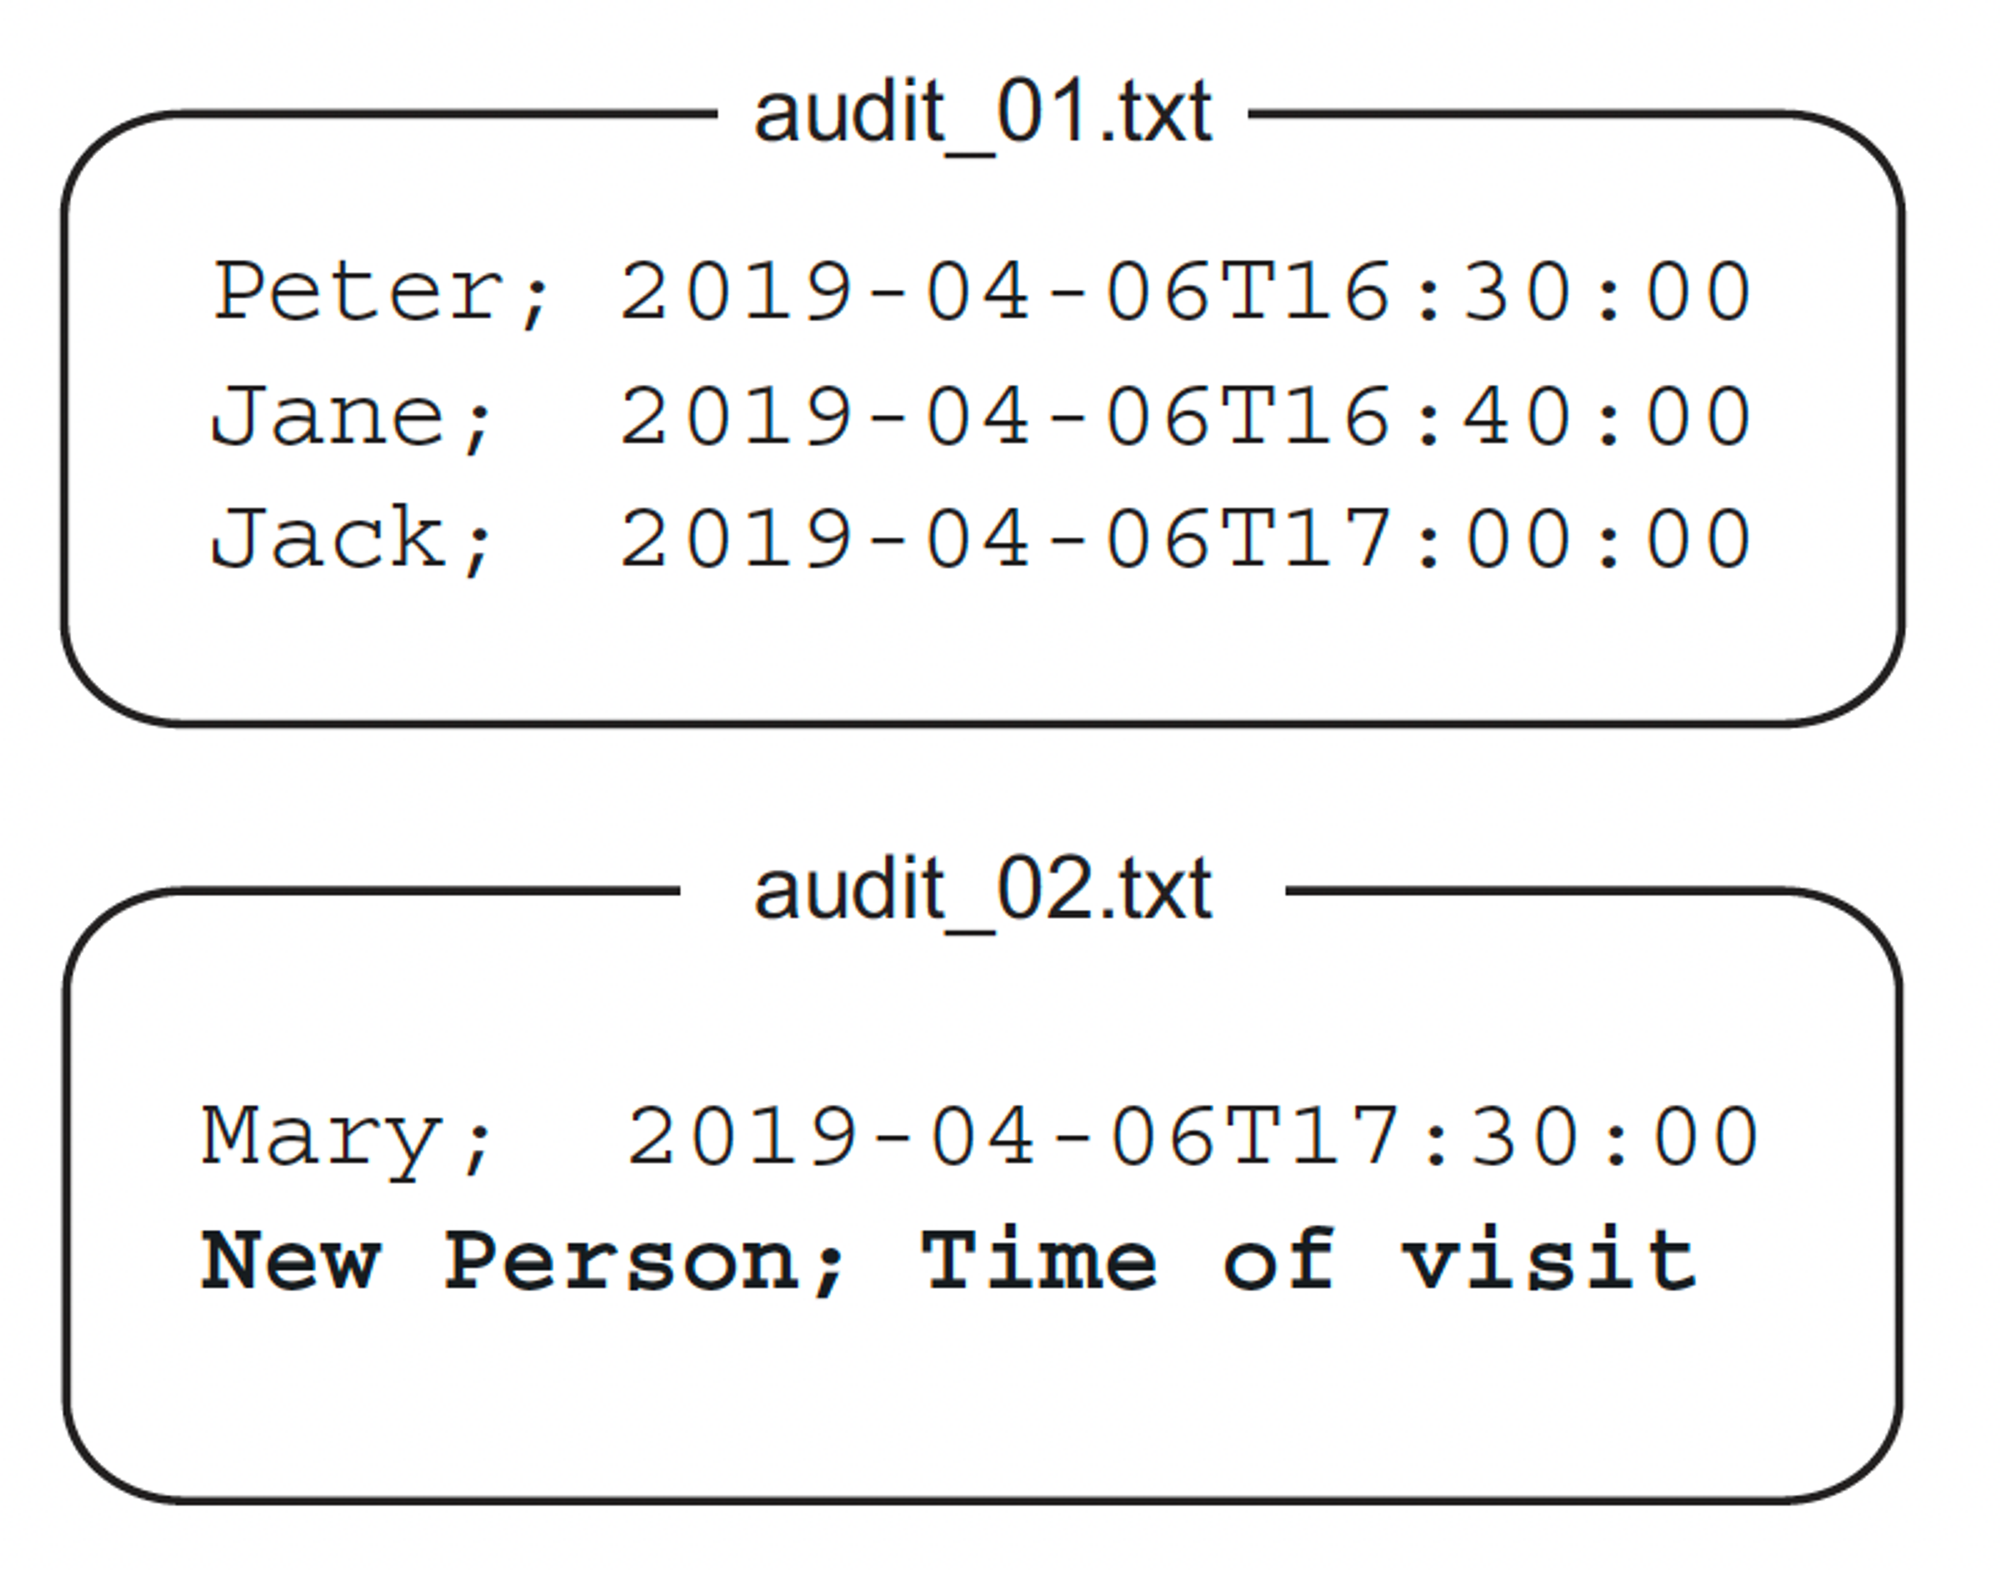 audit_01.txt
Peter; 2019-04-06T16:30:00
Jane;  2019-04-06T16:40:00
Jack;  2019-04-06T17:00:00
audit_02.txt
Mary;  2019-04-06T17:30:00
New Person; Time of visit